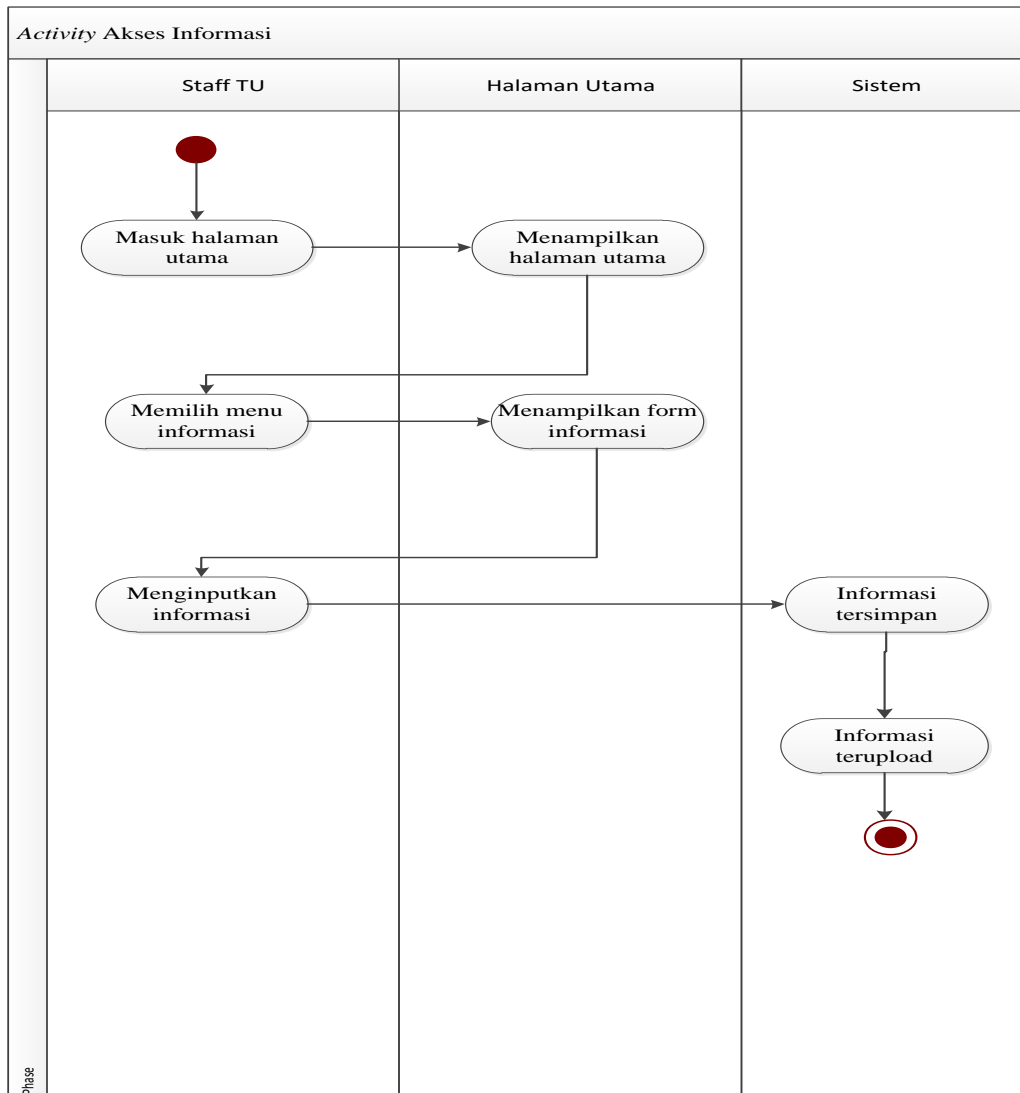 Activity Akses Informasi
Staff TU
Halaman Utama
Sistem
Masuk halaman
utama
Menampilkan
halaman utama
Memilih menu
informasi
Menampilkan form
informasi
Menginputkan
informasi
Informasi
tersimpan
Informasi
terupload
Phase